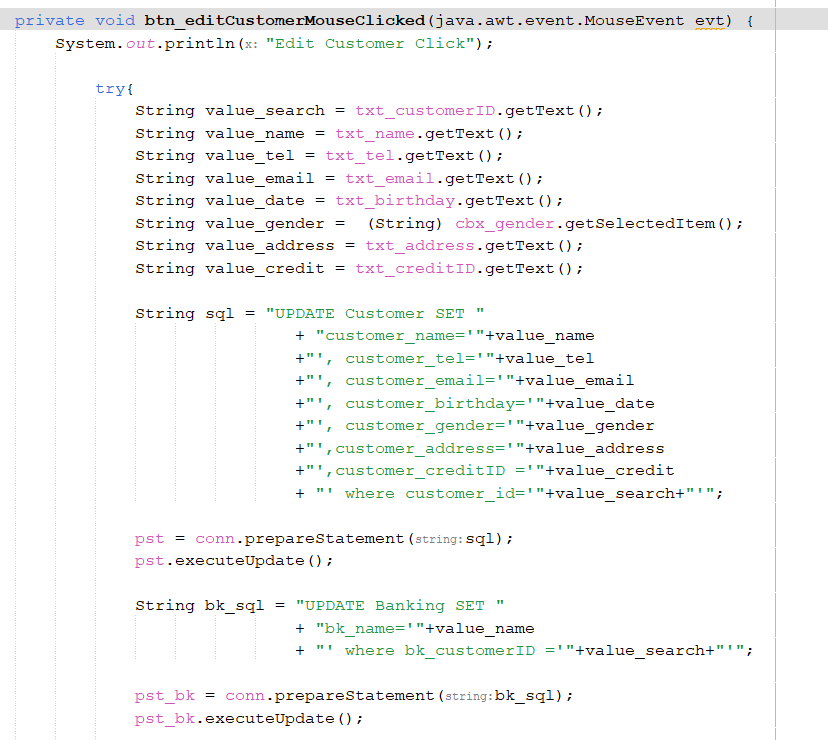 private void btn_editCustomerMouseClicked(java.awt.event.MouseEvent evt) {
System.out.println(x: "Edit Customer Click");
try{
String value_search = txt_customerID.getText();
String value_name = txt_name.getText();
String value_tel = txt_tel.getText();
String value_email = txt_email.getText();
String value_date = txt_birthday.getText();
String value_gender =  (String) cbx_gender.getSelectedItem();
String value_address = txt_address.getText();
String value_credit = txt_creditID.getText();
String sql = "UPDATE Customer SET "
+ "customer_name='"+value_name
+"', customer_tel='"+value_tel
+"', customer_email='"+value_email
+"', customer_birthday='"+value_date
+"', customer_gender='"+value_gender
+"',customer_address='"+value_address
+"',customer_creditID ='"+value_credit
+ "' where customer_id='"+value_search+"'";
pst = conn.prepareStatement(string:sql);
pst.executeUpdate();
String bk_sql = "UPDATE Banking SET "
+ "bk_name='"+value_name
+ "' where bk_customerID ='"+value_search+"'";
pst_bk = conn.prepareStatement(string:bk_sql);
pst_bk.executeUpdate();